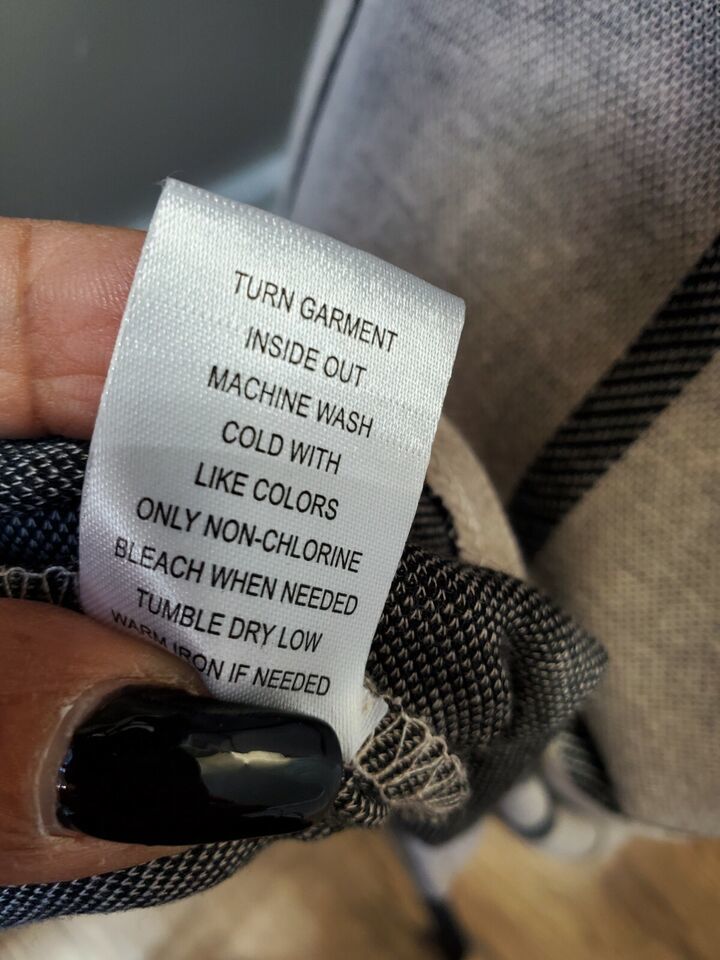 TURN GARMENT
INSIDE OUT
MACHINE WASH
COLD WITH
LIKE COLORS
ONLY NON-CHLORINE
BLEACH WHEN NEEDED
TUMBLE DRY LOW
WARM IRON IF NEEDED